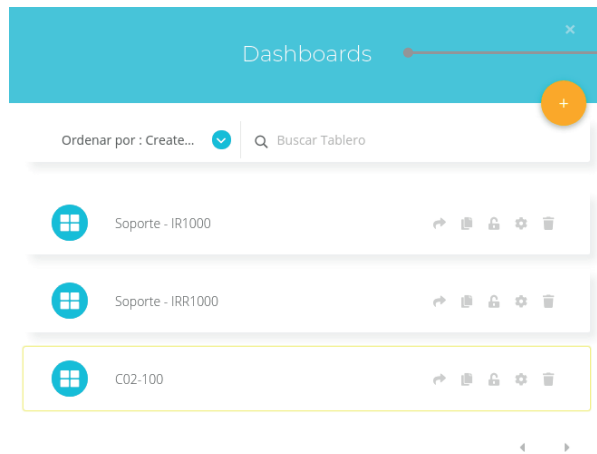 Dashboards
Ordenar por : Create...
Buscar Tablero
Soporte - IR1000
Soporte - IRR1000
C02-100